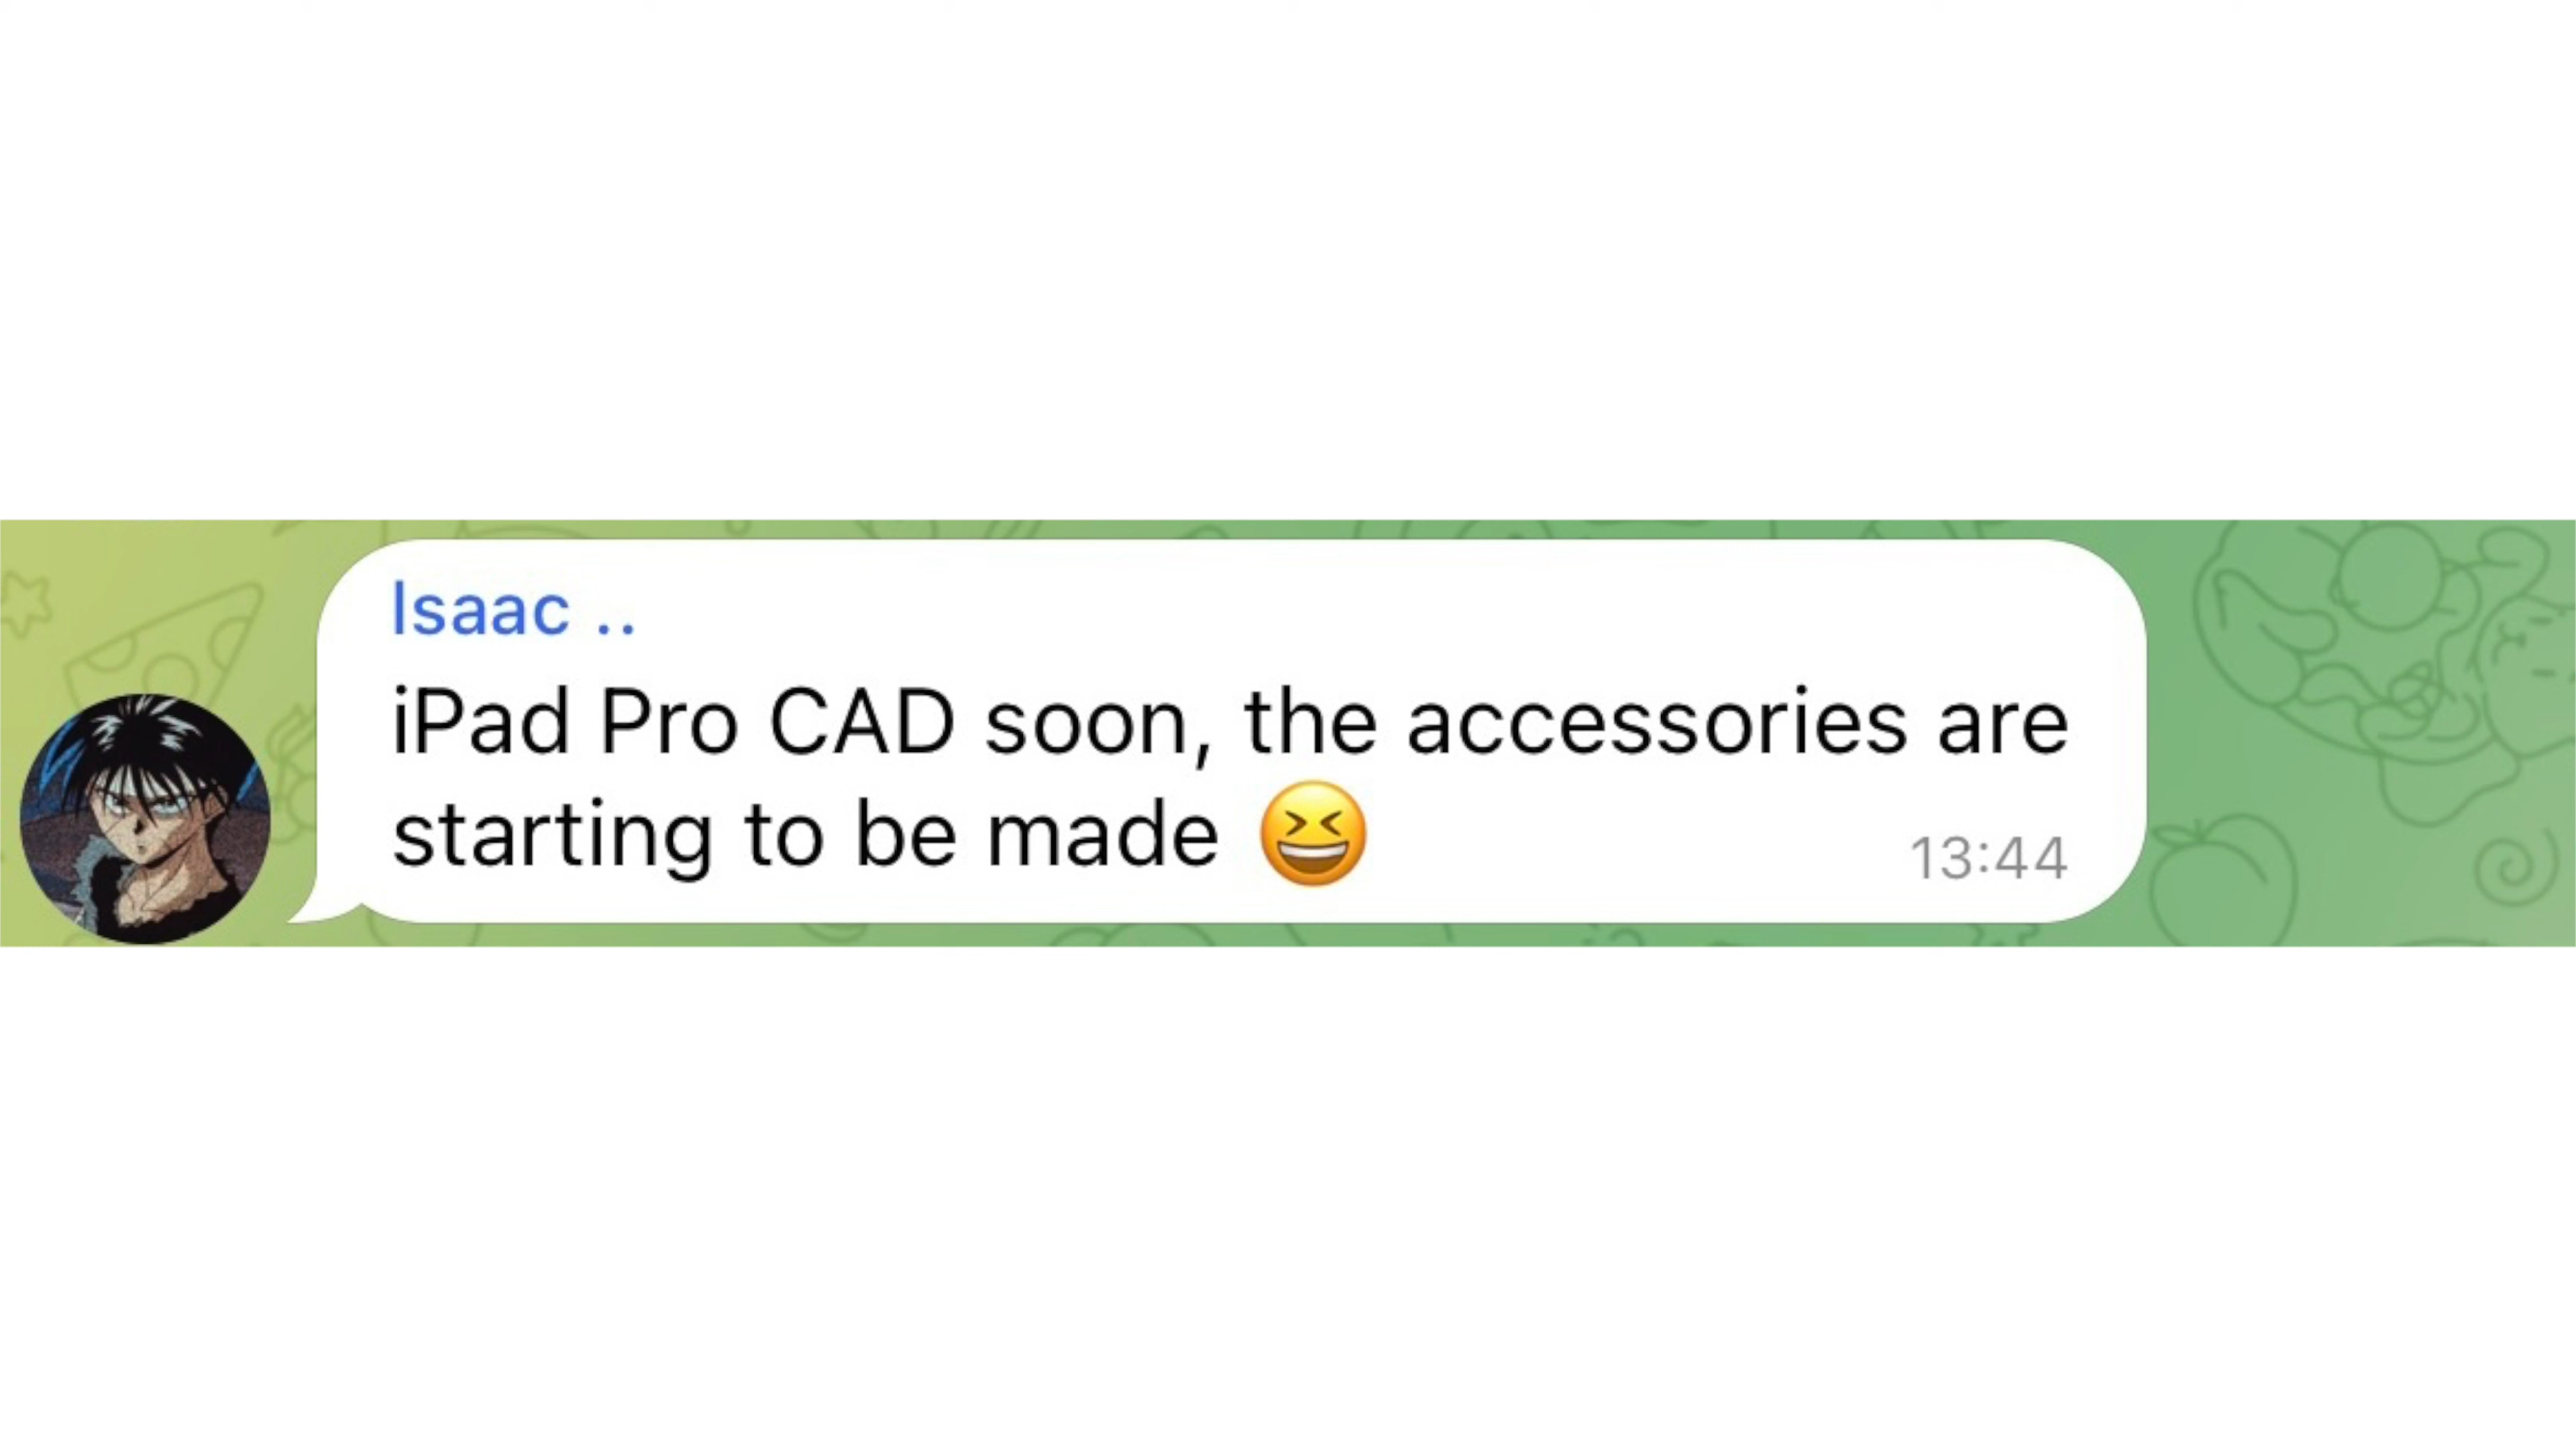 Isaac ..
iPad Pro CAD soon, the accessories are
starting to be made 😆
13:44